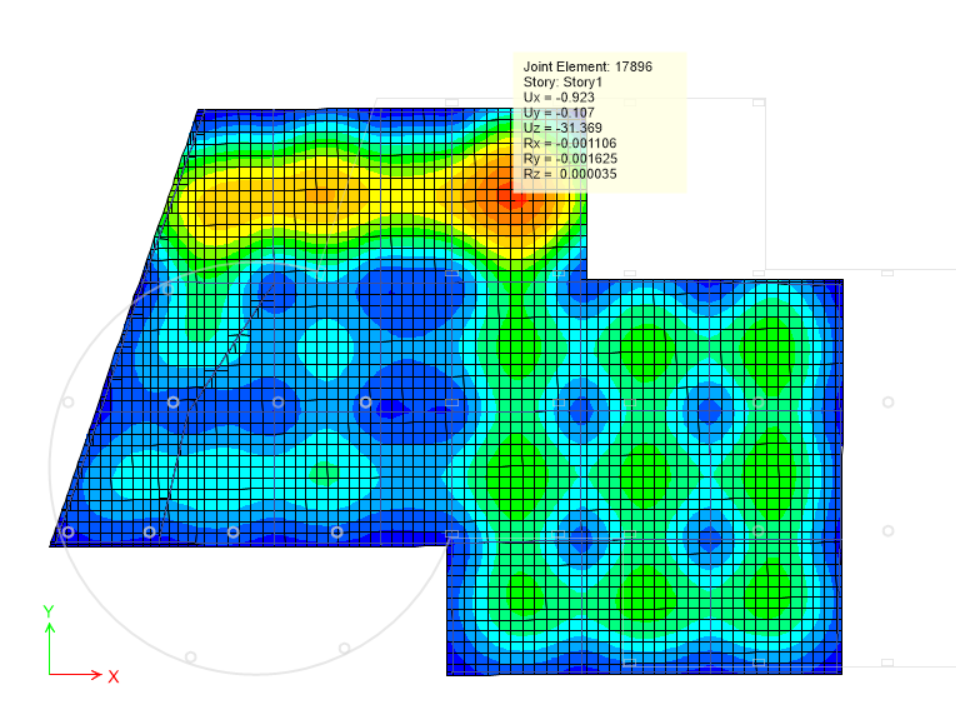 Joint Element: 17896
Story: Story1
Ux = -0.923
Uy = -0.107
Uz = -31.369
Rx = -0.001106
Ry = -0.001625
Rz = 0.000035
Y
X